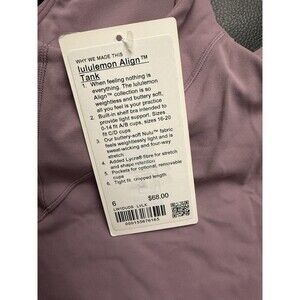 WHY WE MADE THIS
lululemon Align™
Tank
1. When feeling nothing is
everything. The lululemon
Align™ collection is so
weightless and buttery soft,
all you feel is your practice
2. Built-in shelf bra intended to
provide light support. Sizes
0-14 fit A/B cups, sizes 16-20
fit C/D cups
3. Our buttery-soft Nulu™ fabric
feels weightless and light and is
sweat-wicking and four-way
stretch
4. Added Lycra® fibre for stretch
and shape retention
5. Pockets for optional, removable
cups
6. Tight fit, cropped length
6 $68.00